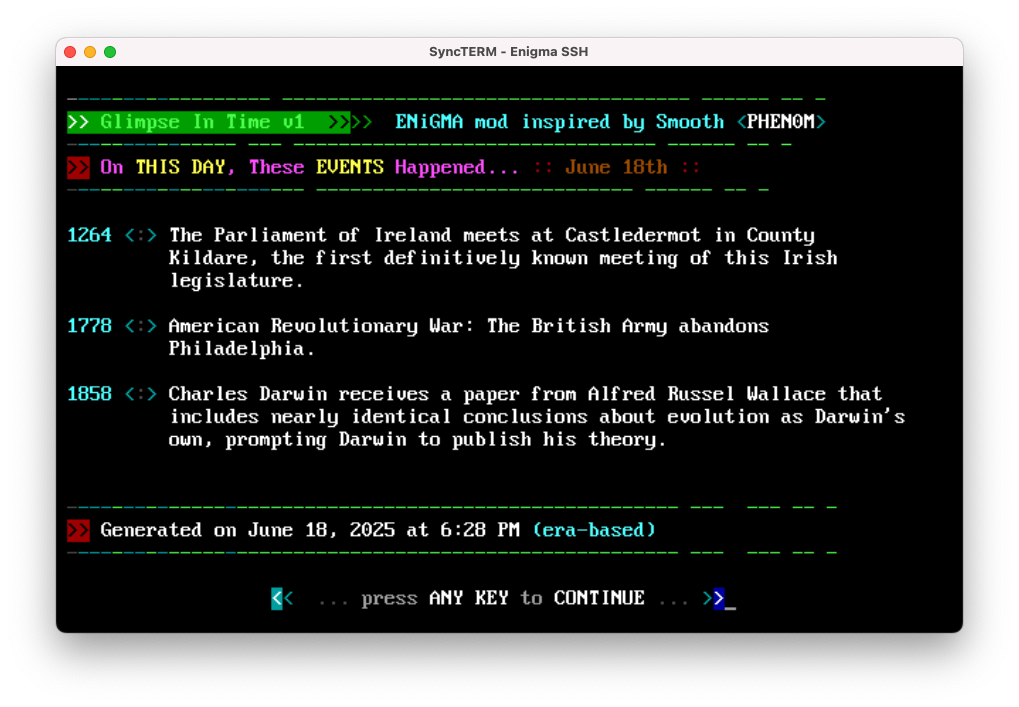 SyncTERM - Enigma SSH
>> Glimpse In Time v1 >>>> ENiGMA mod inspired by Smooth <PHEN0M>
>> On THIS DAY, These EVENTS Happened... :: June 18th ::
1264 <:> The Parliament of Ireland meets at Castledermot in County
Kildare, the first definitively known meeting of this Irish
legislature.
1778 <:> American Revolutionary War: The British Army abandons
Philadelphia.
1858 <:> Charles Darwin receives a paper from Alfred Russel Wallace that
includes nearly identical conclusions about evolution as Darwin's
own, prompting Darwin to publish his theory.
>> Generated on June 18, 2025 at 6:28 PM (era-based)
<< ... press ANY KEY to CONTINUE ... >>_